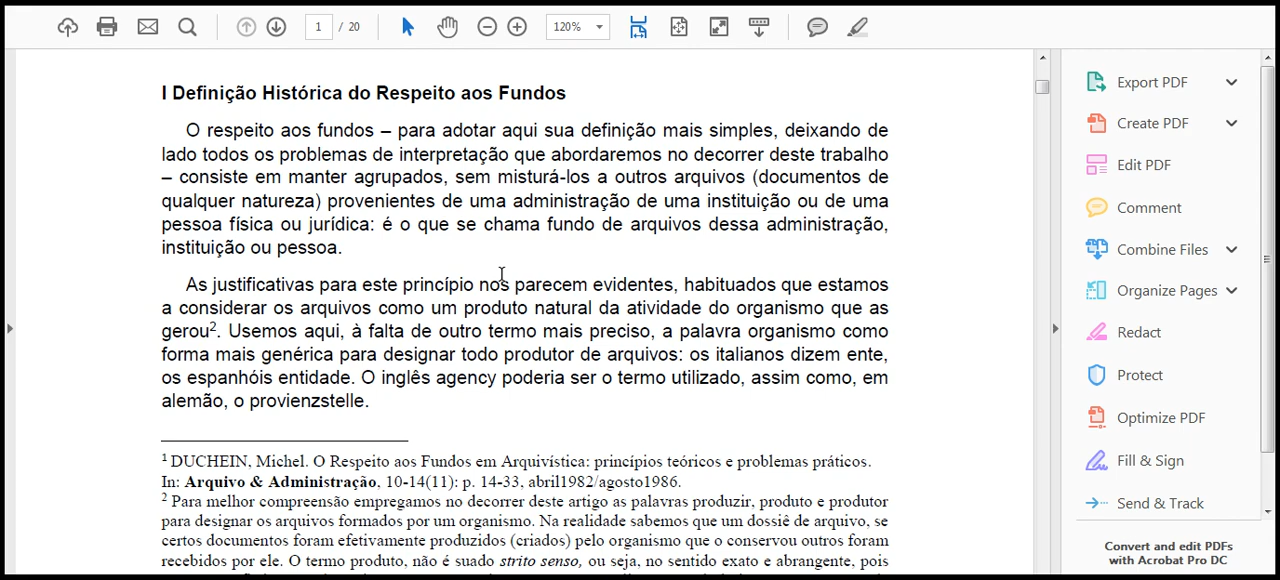 1 / 20
120%
I Definição Histórica do Respeito aos Fundos
O respeito aos fundos – para adotar aqui sua definição mais simples, deixando de
lado todos os problemas de interpretação que abordaremos no decorrer deste trabalho
– consiste em manter agrupados, sem misturá-los a outros arquivos (documentos de
qualquer natureza) provenientes de uma administração de uma instituição ou de uma
pessoa física ou jurídica: é o que se chama fundo de arquivos dessa administração,
instituição ou pessoa.
As justificativas para este princípio nos parecem evidentes, habituados que estamos
a considerar os arquivos como um produto natural da atividade do organismo que as
gerou². Usemos aqui, à falta de outro termo mais preciso, a palavra organismo como
forma mais genérica para designar todo produtor de arquivos: os italianos dizem ente,
os espanhóis entidade. O inglês agency poderia ser o termo utilizado, assim como, em
alemão, o provienzstelle.
¹ DUCHEIN, Michel. O Respeito aos Fundos em Arquivística: princípios teóricos e problemas práticos.
In: Arquivo & Administração, 10-14(11): p. 14-33, abril1982/agosto1986.
² Para melhor compreensão empregamos no decorrer deste artigo as palavras produzir, produto e produtor
para designar os arquivos formados por um organismo. Na realidade sabemos que um dossiê de arquivo, se
certos documentos foram efetivamente produzidos (criados) pelo organismo que o conservou outros foram
recebidos por ele. O termo produto, não é suado strito senso, ou seja, no sentido exato e abrangente, pois
Export PDF
Create PDF
Edit PDF
Comment
Combine Files
Organize Pages
Redact
Protect
Optimize PDF
Fill & Sign
Send & Track
Convert and edit PDFs
with Acrobat Pro DC